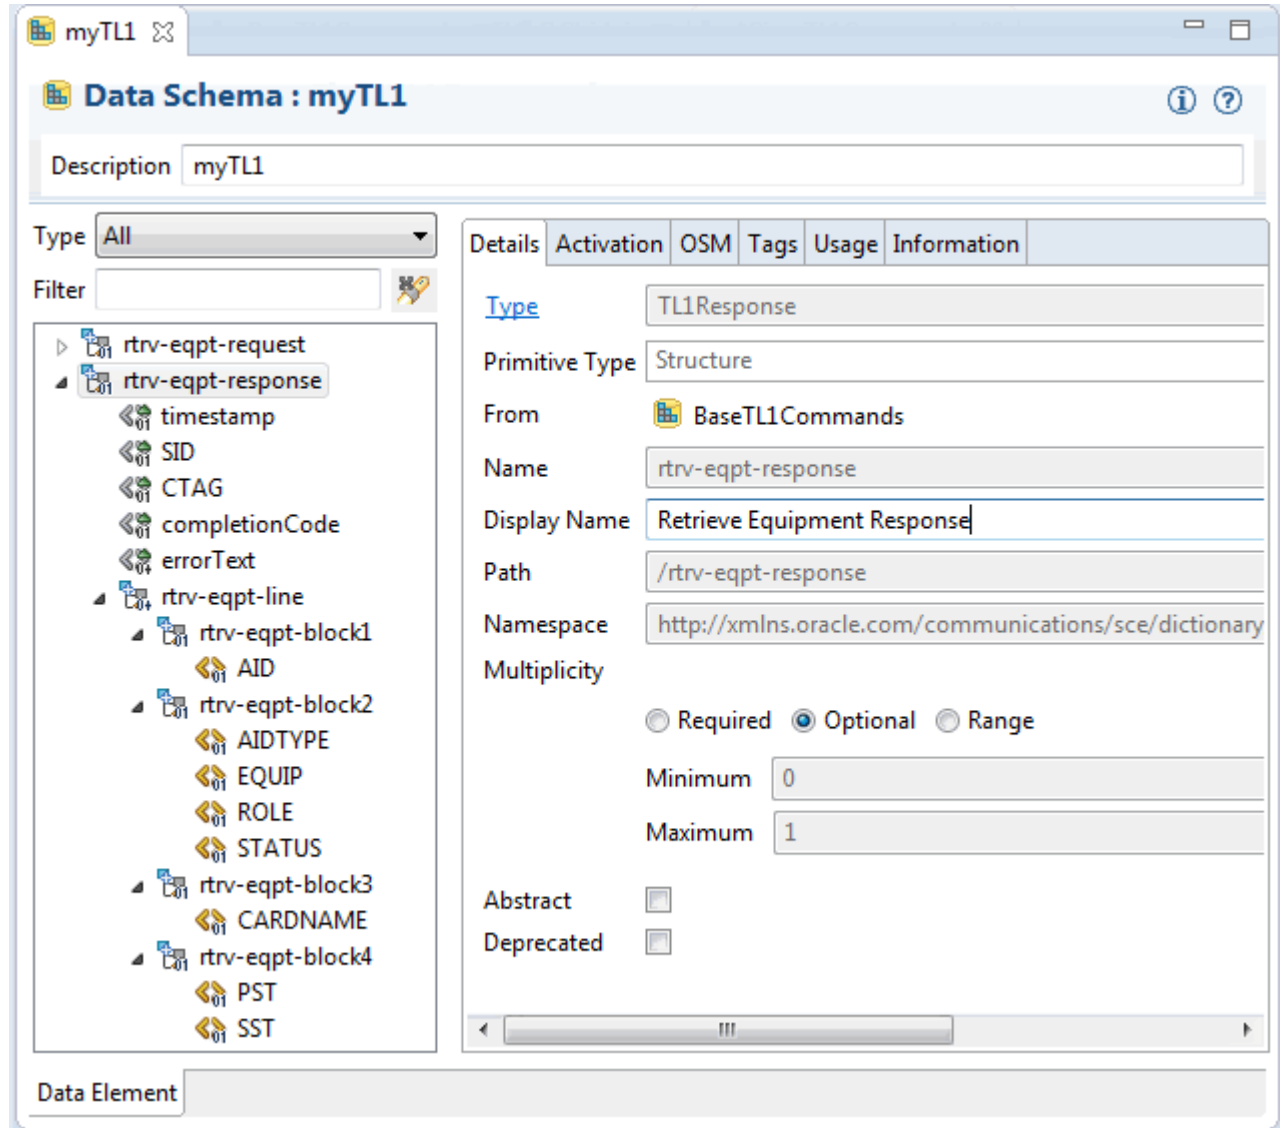 myTL1
Data Schema : myTL1
Description myTL1
Type All
Filter
rtrv-eqpt-request
rtrv-eqpt-response
timestamp
SID
CTAG
completionCode
errorText
rtrv-eqpt-line
rtrv-eqpt-block1
AID
rtrv-eqpt-block2
AIDTYPE
EQUIP
ROLE
STATUS
rtrv-eqpt-block3
CARDNAME
rtrv-eqpt-block4
PST
SST
Details Activation OSM Tags Usage Information
Type TL1Response
Primitive Type Structure
From BaseTL1Commands
Name rtrv-eqpt-response
Display Name Retrieve Equipment Response
Path /rtrv-eqpt-response
Namespace http://xmlns.oracle.com/communications/sce/dictionary
Multiplicity
Required Optional Range
Minimum 0
Maximum 1
Abstract
Deprecated
Data Element